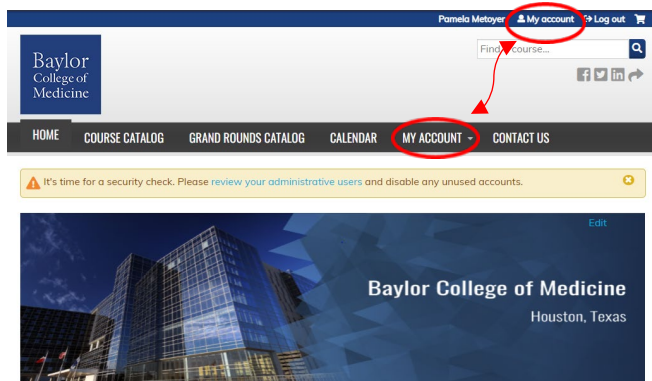 Pamela Metoyer My account Log out
Find course...
Baylor
College of
Medicine
HOME COURSE CATALOG GRAND ROUNDS CATALOG CALENDAR MY ACCOUNT CONTACT US
It's time for a security check. Please review your administrative users and disable any unused accounts.
Edit
Baylor College of Medicine
Houston, Texas